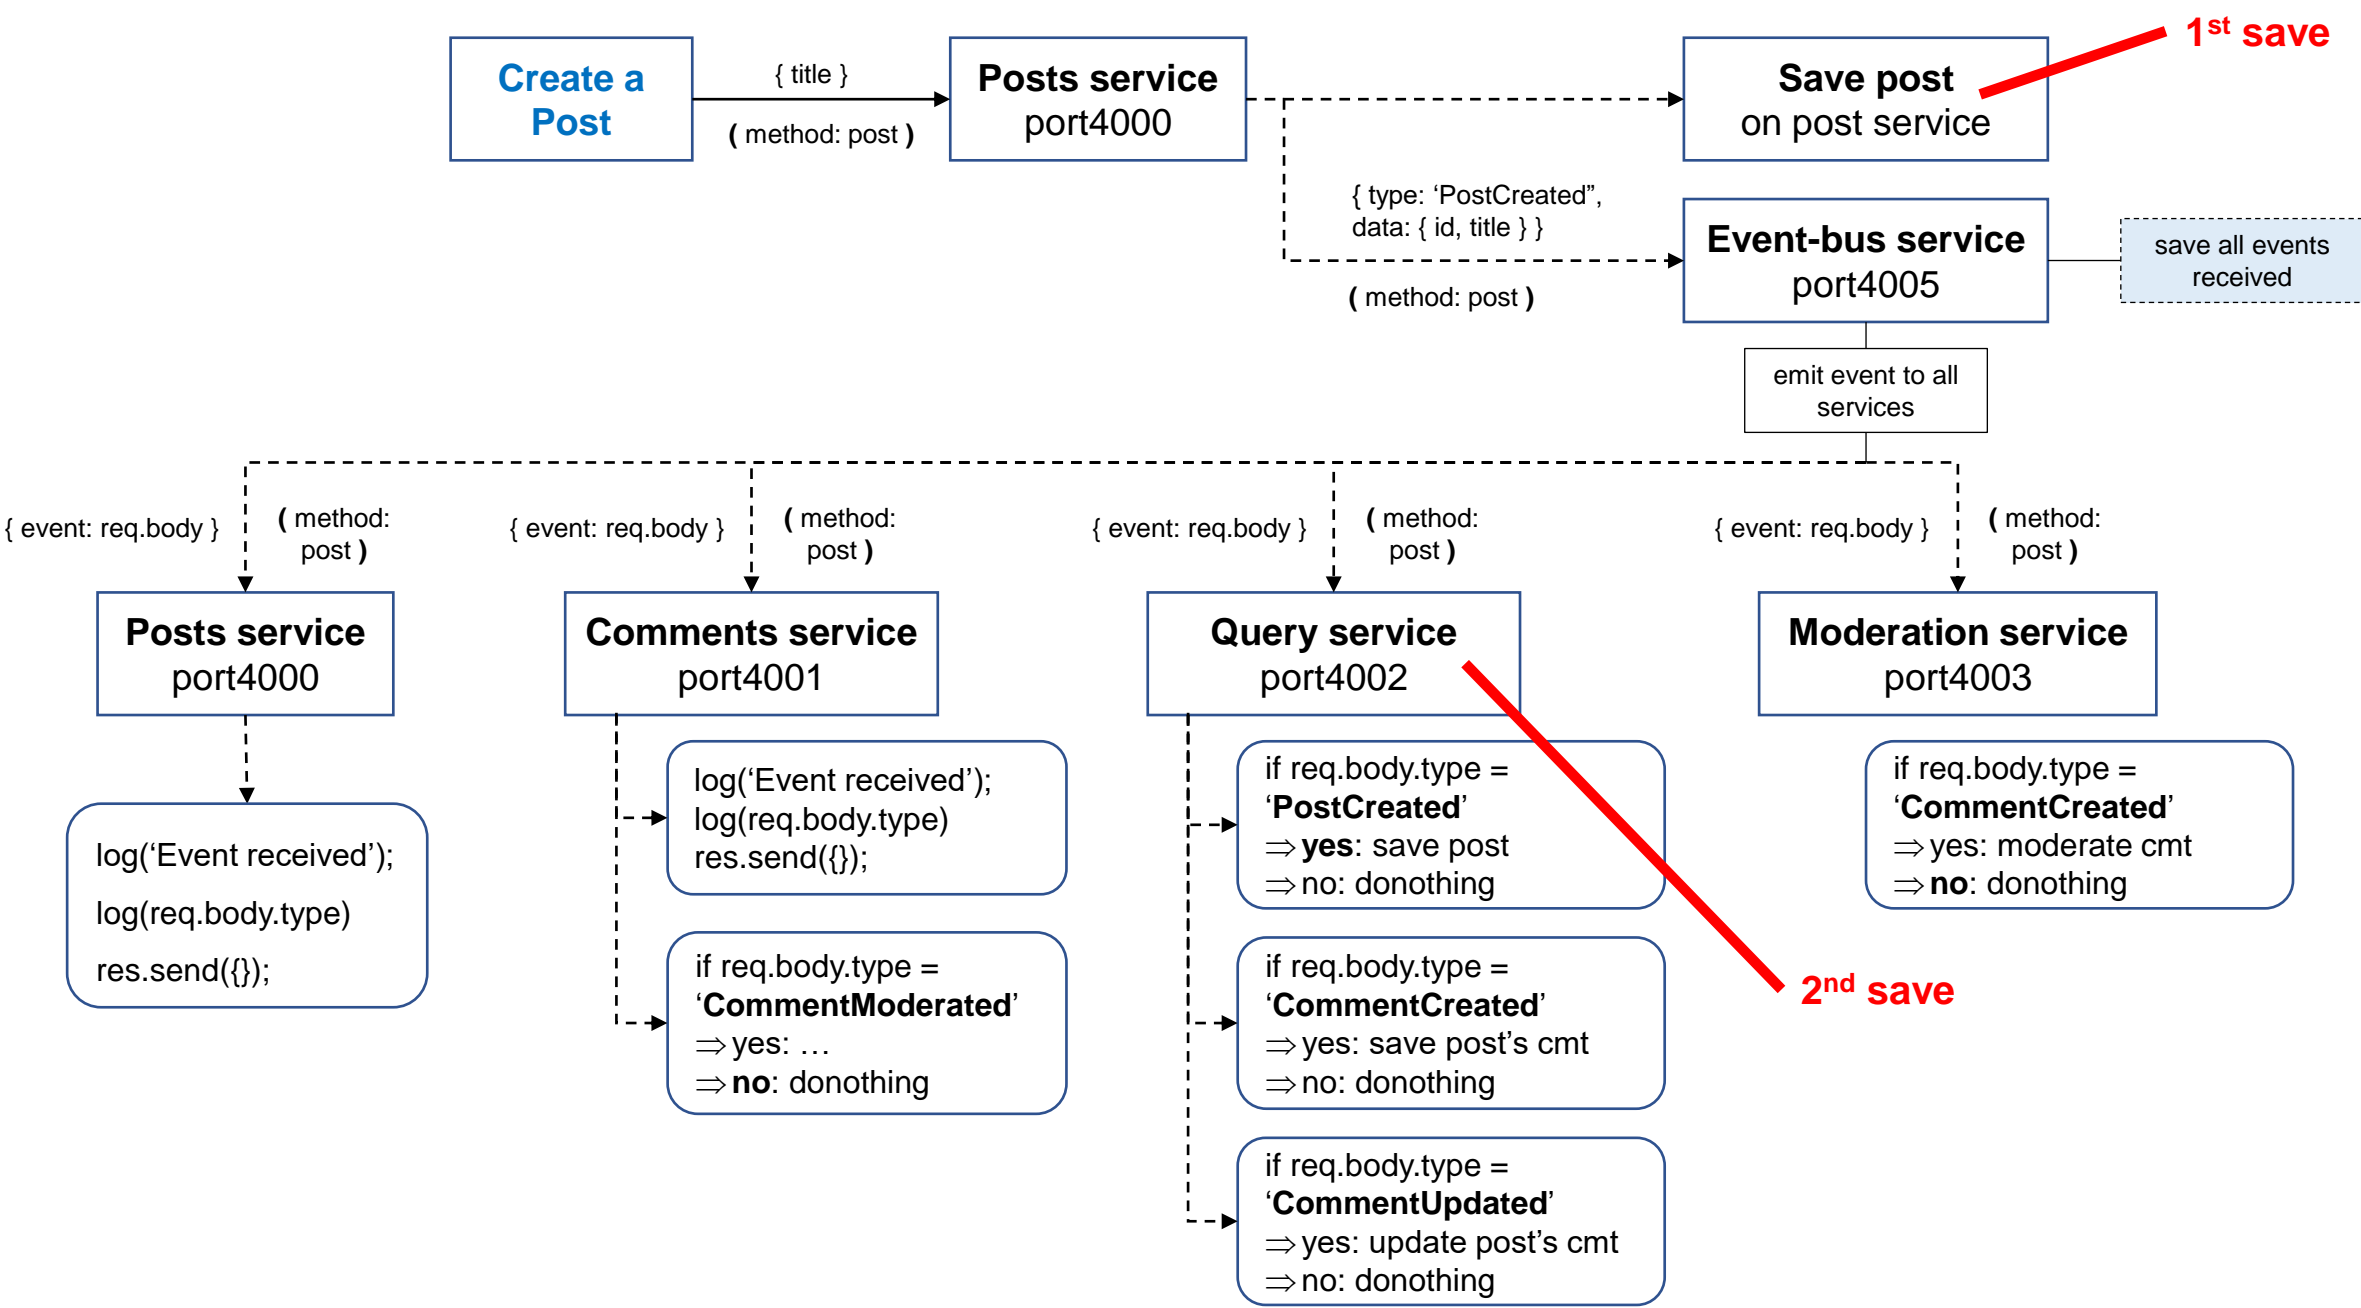 1st save
Create a
Post
{ title }
( method: post )
Posts service
port4000
Save post
on post service
{ type: ‘PostCreated”,
data: { id, title } }
( method: post )
Event-bus service
port4005
save all events
received
emit event to all
services
{ event: req.body }
( method:
post )
{ event: req.body }
( method:
post )
{ event: req.body }
( method:
post )
{ event: req.body }
( method:
post )
Posts service
port4000
Comments service
port4001
Query service
port4002
Moderation service
port4003
log(‘Event received’);
log(req.body.type)
res.send({});
log(‘Event received’);
log(req.body.type)
res.send({});
if req.body.type =
‘CommentModerated’
⇒ yes: …
⇒ no: donothing
if req.body.type =
‘PostCreated’
⇒ yes: save post
⇒ no: donothing
if req.body.type =
‘CommentCreated’
⇒ yes: save post’s cmt
⇒ no: donothing
if req.body.type =
‘CommentUpdated’
⇒ yes: update post’s cmt
⇒ no: donothing
if req.body.type =
‘CommentCreated’
⇒ yes: moderate cmt
⇒ no: donothing
2nd save